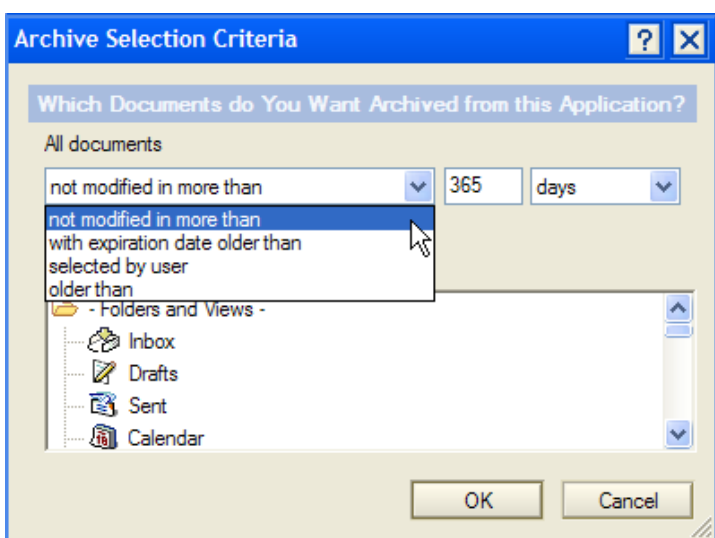 Archive Selection Criteria
Which Documents do You Want Archived from this Application?
All documents
not modified in more than 365 days
not modified in more than
with expiration date older than
selected by user
older than
- Folders and Views -
Inbox
Drafts
Sent
Calendar
OK Cancel